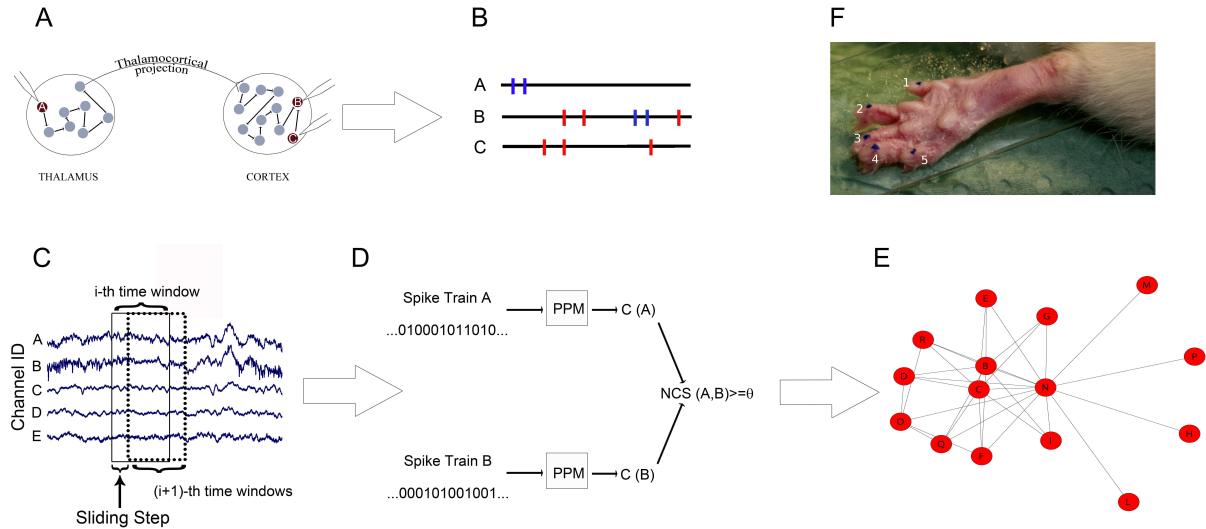 A
B
F
Thalamocortical
projection
A
B
C
THALAMUS
CORTEX
A
B
C
1
2
3
4
5
C
D
E
i-th time window
Channel ID
A
B
C
D
E
(i+1)-th time windows
Sliding Step
Spike Train A
...010001011010...
PPM
C (A)
NCS (A,B)>=θ
Spike Train B
...000101001001...
PPM
C (B)
E
G
M
R
B
P
D
C
N
O
Q
F
I
H
L